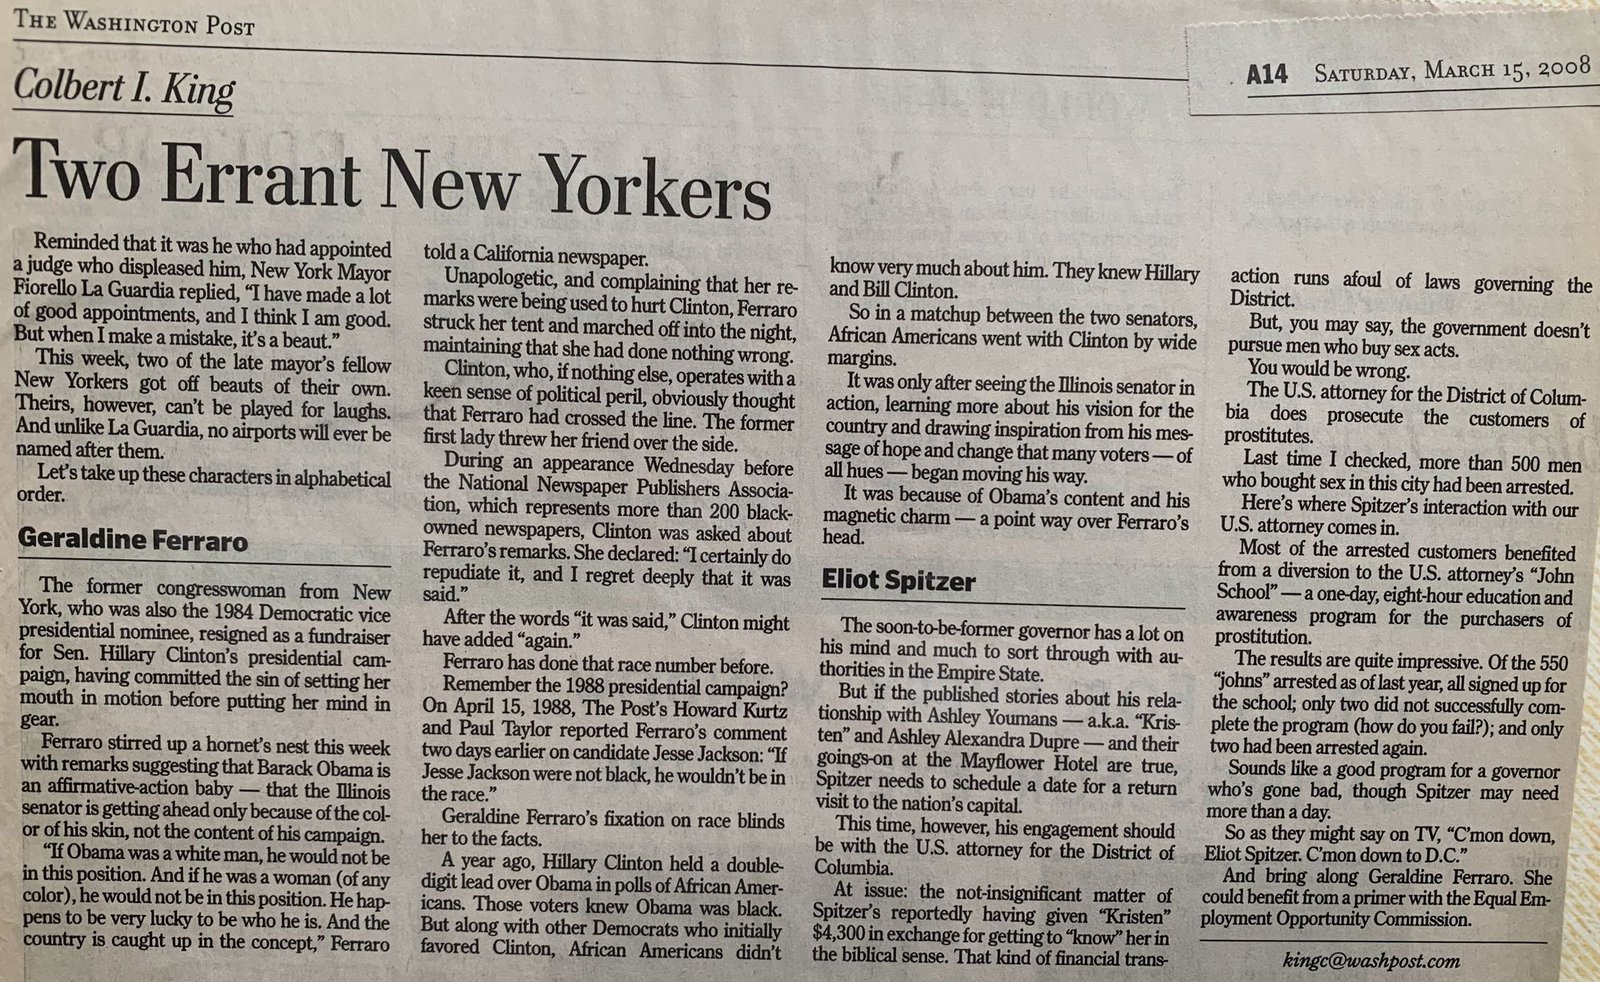 THE WASHINGTON POST
A14 SATURDAY, MARCH 15, 2008
Colbert I. King
Two Errant New Yorkers
Reminded that it was he who had appointed
a judge who displeased him, New York Mayor
Fiorello La Guardia replied, “I have made a lot
of good appointments, and I think I am good.
But when I make a mistake, it’s a beaut.”
This week, two of the late mayor’s fellow
New Yorkers got off beauts of their own.
Theirs, however, can’t be played for laughs.
And unlike La Guardia, no airports will ever be
named after them.
Let’s take up these characters in alphabetical
order.
Geraldine Ferraro
The former congresswoman from New
York, who was also the 1984 Democratic vice
presidential nominee, resigned as a fundraiser
for Sen. Hillary Clinton’s presidential cam-
paign, having committed the sin of setting her
mouth in motion before putting her mind in
gear.
Ferraro stirred up a hornet’s nest this week
with remarks suggesting that Barack Obama is
an affirmative-action baby — that the Illinois
senator is getting ahead only because of the col-
or of his skin, not the content of his campaign.
“If Obama was a white man, he would not be
in this position. And if he was a woman (of any
color), he would not be in this position. He hap-
pens to be very lucky to be who he is. And the
country is caught up in the concept,” Ferraro
told a California newspaper.
Unapologetic, and complaining that her re-
marks were being used to hurt Clinton, Ferraro
struck her tent and marched off into the night,
maintaining that she had done nothing wrong.
Clinton, who, if nothing else, operates with a
keen sense of political peril, obviously thought
that Ferraro had crossed the line. The former
first lady threw her friend over the side.
During an appearance Wednesday before
the National Newspaper Publishers Associa-
tion, which represents more than 200 black-
owned newspapers, Clinton was asked about
Ferraro’s remarks. She declared: “I certainly do
repudiate it, and I regret deeply that it was
said.”
After the words “it was said,” Clinton might
have added “again.”
Ferraro has done that race number before.
Remember the 1988 presidential campaign?
On April 15, 1988, The Post’s Howard Kurtz
and Paul Taylor reported Ferraro’s comment
two days earlier on candidate Jesse Jackson: “If
Jesse Jackson were not black, he wouldn’t be in
the race.”
Geraldine Ferraro’s fixation on race blinds
her to the facts.
A year ago, Hillary Clinton held a double-
digit lead over Obama in polls of African Amer-
icans. Those voters knew Obama was black.
But along with other Democrats who initially
favored Clinton, African Americans didn’t
know very much about him. They knew Hillary
and Bill Clinton.
So in a matchup between the two senators,
African Americans went with Clinton by wide
margins.
It was only after seeing the Illinois senator in
action, learning more about his vision for the
country and drawing inspiration from his mes-
sage of hope and change that many voters — of
all hues — began moving his way.
It was because of Obama’s content and his
magnetic charm — a point way over Ferraro’s
head.
Eliot Spitzer
The soon-to-be-former governor has a lot on
his mind and much to sort through with au-
thorities in the Empire State.
But if the published stories about his rela-
tionship with Ashley Youmans — a.k.a. “Kris-
ten” and Ashley Alexandra Dupre — and their
goings-on at the Mayflower Hotel are true,
Spitzer needs to schedule a date for a return
visit to the nation’s capital.
This time, however, his engagement should
be with the U.S. attorney for the District of
Columbia.
At issue: the not-insignificant matter of
Spitzer’s reportedly having given “Kristen”
$4,300 in exchange for getting to “know” her in
the biblical sense. That kind of financial trans-
action runs afoul of laws governing the
District.
But, you may say, the government doesn’t
pursue men who buy sex acts.
You would be wrong.
The U.S. attorney for the District of Colum-
bia does prosecute the customers of
prostitutes.
Last time I checked, more than 500 men
who bought sex in this city had been arrested.
Here’s where Spitzer’s interaction with our
U.S. attorney comes in.
Most of the arrested customers benefited
from a diversion to the U.S. attorney’s “John
School” — a one-day, eight-hour education and
awareness program for the purchasers of
prostitution.
The results are quite impressive. Of the 550
“johns” arrested as of last year, all signed up for
the school; only two did not successfully com-
plete the program (how do you fail?); and only
two had been arrested again.
Sounds like a good program for a governor
who’s gone bad, though Spitzer may need
more than a day.
So as they might say on TV, “C’mon down,
Eliot Spitzer. C’mon down to D.C.”
And bring along Geraldine Ferraro. She
could benefit from a primer with the Equal Em-
ployment Opportunity Commission.
kingc@washpost.com